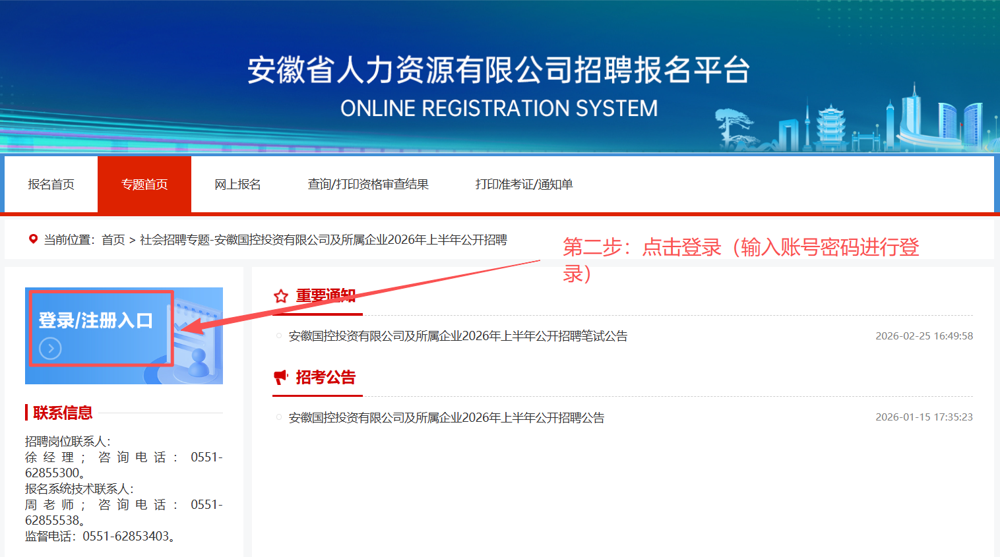 安徽省人力资源有限公司招聘报名平台
ONLINE REGISTRATION SYSTEM
报名首页
专题首页
网上报名
查询/打印资格审查结果
打印准考证/通知单
当前位置：首页 > 社会招聘专题-安徽国控投资有限公司及所属企业2026年上半年公开招聘
第二步：点击登录（输入账号密码进行登
录）
登录/注册入口
重要通知
安徽国控投资有限公司及所属企业2026年上半年公开招聘笔试公告
2026-02-25 16:49:58
招考公告
安徽国控投资有限公司及所属企业2026年上半年公开招聘公告
2026-01-15 17:35:23
联系信息
招聘岗位联系人：
徐经理；咨询电话：0551-
62855300。
报名系统技术联系人：
周老师；咨询电话：0551-
62855538。
监督电话：0551-62853403。